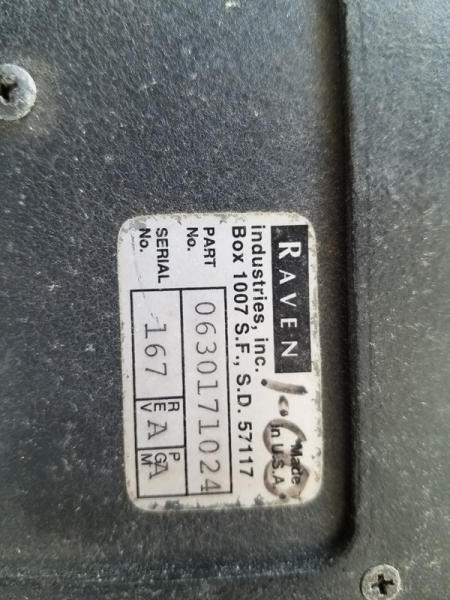 RAVEN
industries, inc.
Box 1007 S.F., S.D. 57117
Made
in U.S.A.
PART
No.
0630171024
SERIAL
No.
167
REV
A
PGM
A